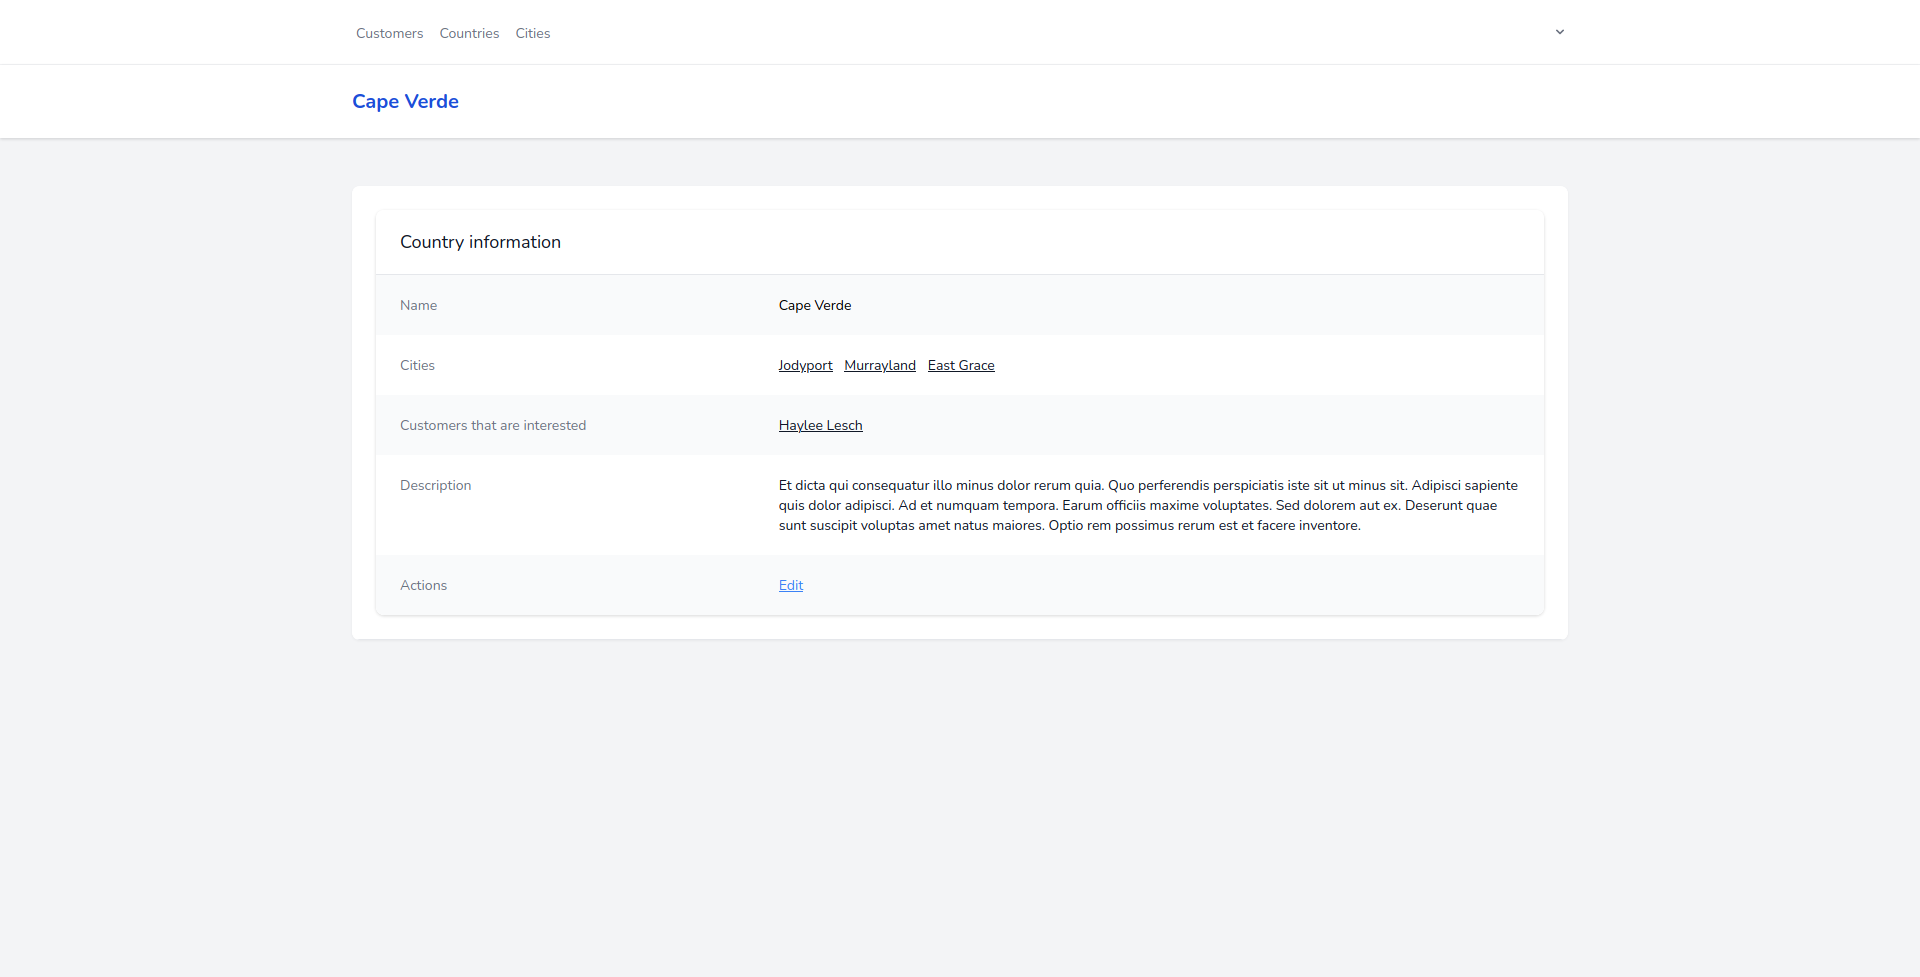 Customers Countries Cities
Cape Verde
Country information
Name Cape Verde
Cities Jodyport Murrayland East Grace
Customers that are interested Haylee Lesch
Description Et dicta qui consequatur illo minus dolor rerum quia. Quo perferendis perspiciatis iste sit ut minus sit. Adipisci sapiente
quis dolor adipisci. Ad et numquam tempora. Earum officiis maxime voluptates. Sed dolorem aut ex. Deserunt quae
sunt suscipit voluptas amet natus maiores. Optio rem possimus rerum est et facere inventore.
Actions Edit